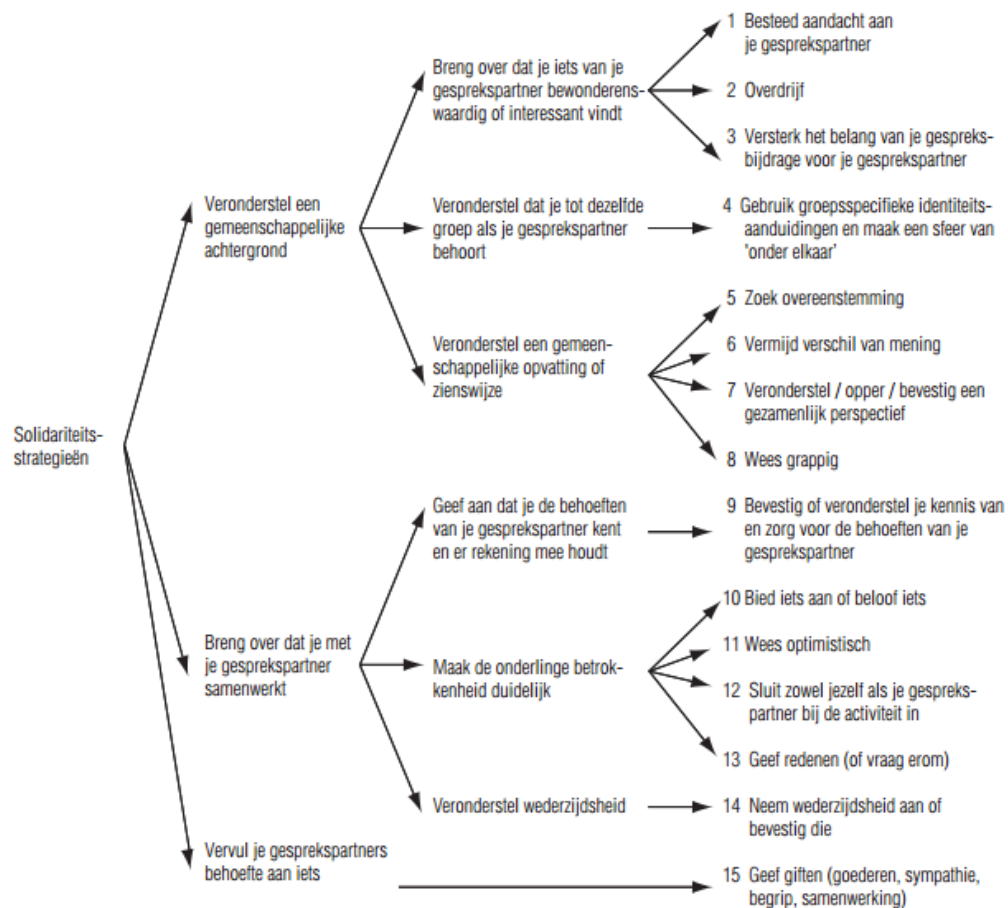 Solidariteits-
strategieën
Veronderstel een
gemeenschappelijke
achtergrond
Breng over dat je iets van je
gesprekspartner bewonderens-
waardig of interessant vindt
1 Besteed aandacht aan
je gesprekspartner
2 Overdrijf
3 Versterk het belang van je gespreks-
bijdrage voor je gesprekspartner
Veronderstel dat je tot dezelfde
groep als je gesprekspartner
behoort
4 Gebruik groepsspecifieke identiteits-
aanduidingen en maak een sfeer van
'onder elkaar'
Veronderstel een gemeen-
schappelijke opvatting of
zienswijze
5 Zoek overeenstemming
6 Vermijd verschil van mening
7 Veronderstel / opper / bevestig een
gezamenlijk perspectief
8 Wees grappig
Breng over dat je met
je gesprekspartner
samenwerkt
Geef aan dat je de behoeften
van je gesprekspartner kent
en er rekening mee houdt
9 Bevestig of veronderstel je kennis van
en zorg voor de behoeften van je
gesprekspartner
Maak de onderlinge betrok-
kenheid duidelijk
10 Bied iets aan of beloof iets
11 Wees optimistisch
12 Sluit zowel jezelf als je gespreks-
partner bij de activiteit in
13 Geef redenen (of vraag erom)
Veronderstel wederzijdsheid
14 Neem wederzijdsheid aan of
bevestig die
Vervul je gesprekspartners
behoefte aan iets
15 Geef giften (goederen, sympathie,
begrip, samenwerking)